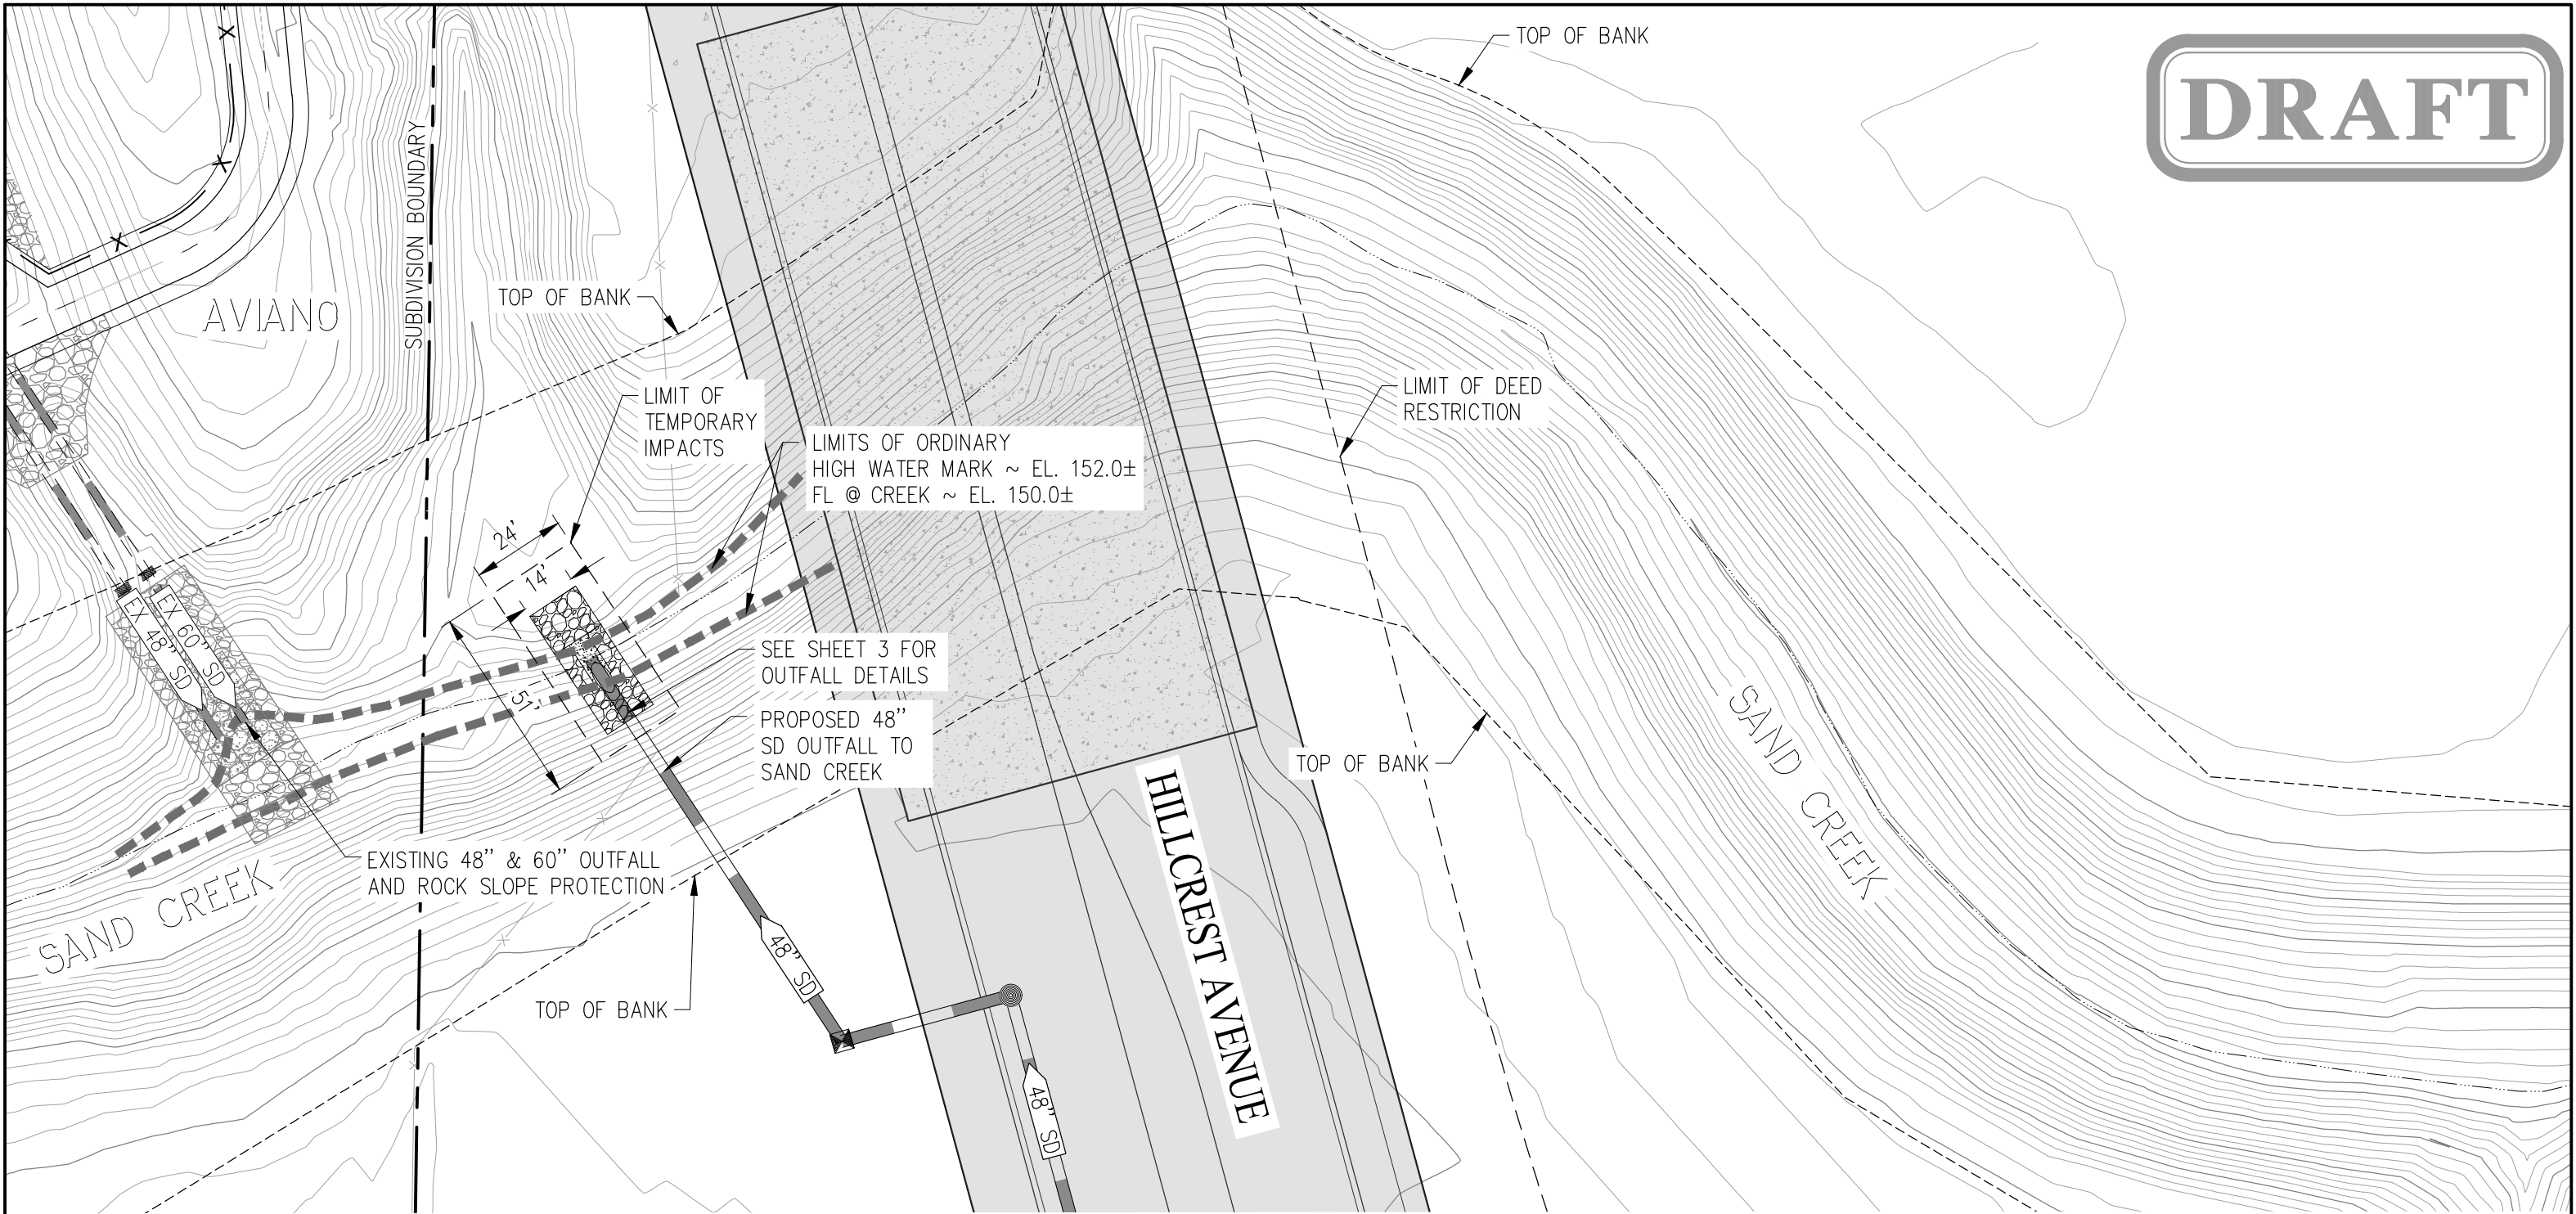 TOP OF BANK
DRAFT
SUBDIVISION BOUNDARY
AVIANO
TOP OF BANK
LIMIT OF
TEMPORARY
IMPACTS
LIMITS OF ORDINARY
HIGH WATER MARK ~ EL. 152.0±
FL @ CREEK ~ EL. 150.0±
LIMIT OF DEED
RESTRICTION
24'
14'
51'
EX 48" SD
EX 60" SD
SEE SHEET 3 FOR
OUTFALL DETAILS
PROPOSED 48"
SD OUTFALL TO
SAND CREEK
TOP OF BANK
SAND CREEK
HILLCREST AVENUE
EXISTING 48" & 60" OUTFALL
AND ROCK SLOPE PROTECTION
SAND CREEK
48" SD
TOP OF BANK
48" SD